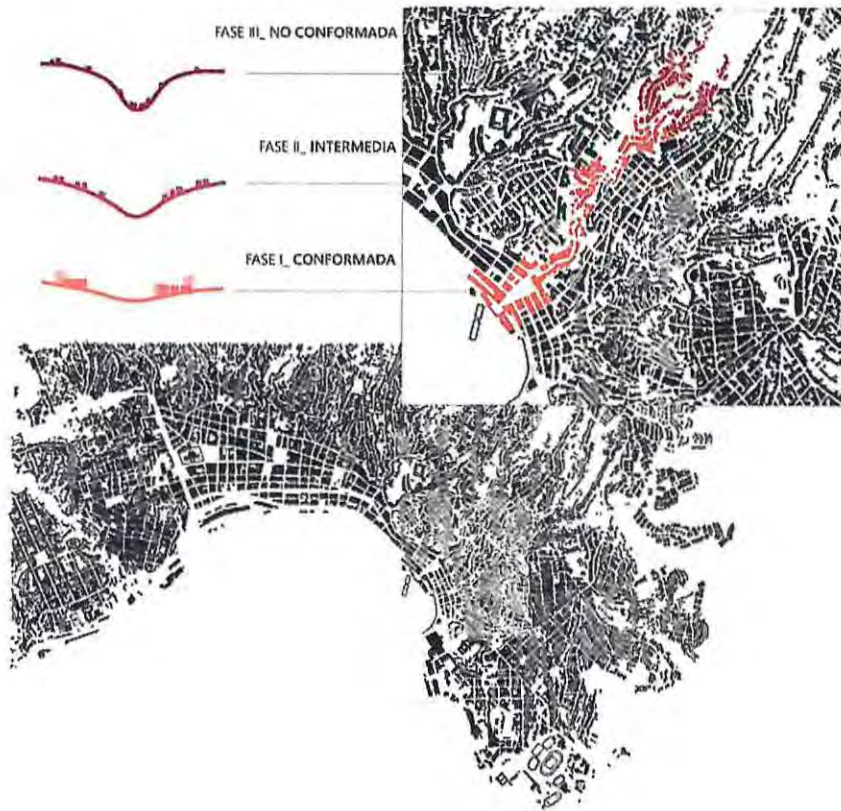 FASE III_ NO CONFORMADA
FASE II_ INTERMEDIA
FASE I_ CONFORMADA